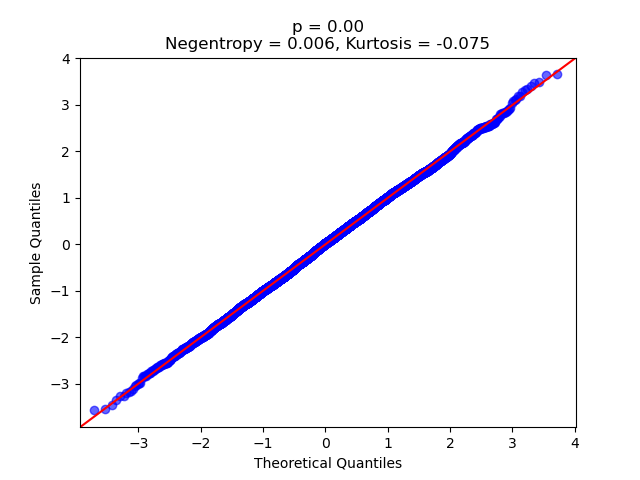 p = 0.00
Negentropy = 0.006, Kurtosis = -0.075
4
3
2
1
0
−1
−2
−3
Sample Quantiles
−3 −2 −1 0 1 2 3 4
Theoretical Quantiles